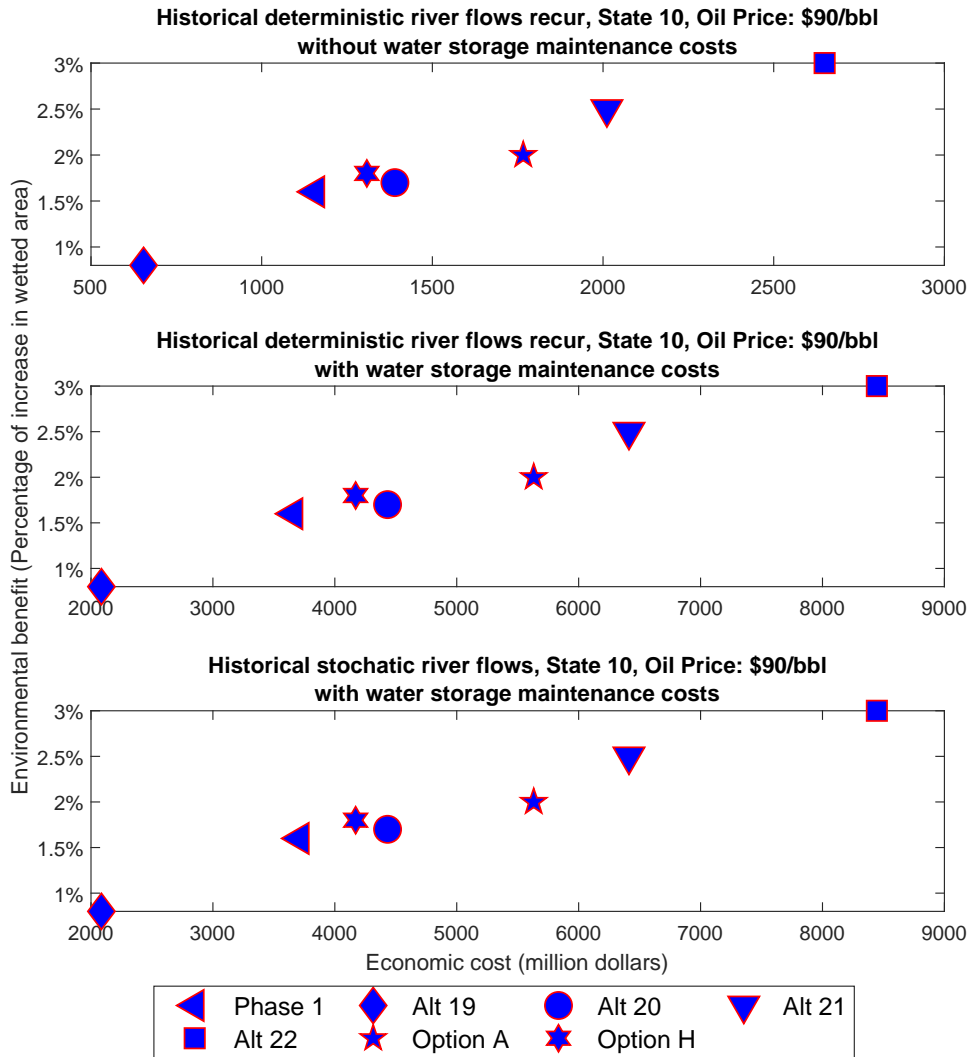 Historical deterministic river flows recur, State 10, Oil Price: $90/bbl
without water storage maintenance costs
3%
2.5%
2%
1.5%
1%
500 1000 1500 2000 2500 3000
Historical deterministic river flows recur, State 10, Oil Price: $90/bbl
with water storage maintenance costs
3%
2.5%
2%
1.5%
1%
2000 3000 4000 5000 6000 7000 8000 9000
Environmental benefit (Percentage of increase in wetted area)
Historical stochatic river flows, State 10, Oil Price: $90/bbl
with water storage maintenance costs
3%
2.5%
2%
1.5%
1%
2000 3000 4000 5000 6000 7000 8000 9000
Economic cost (million dollars)
Phase 1 Alt 19 Alt 20 Alt 21
Alt 22 Option A Option H